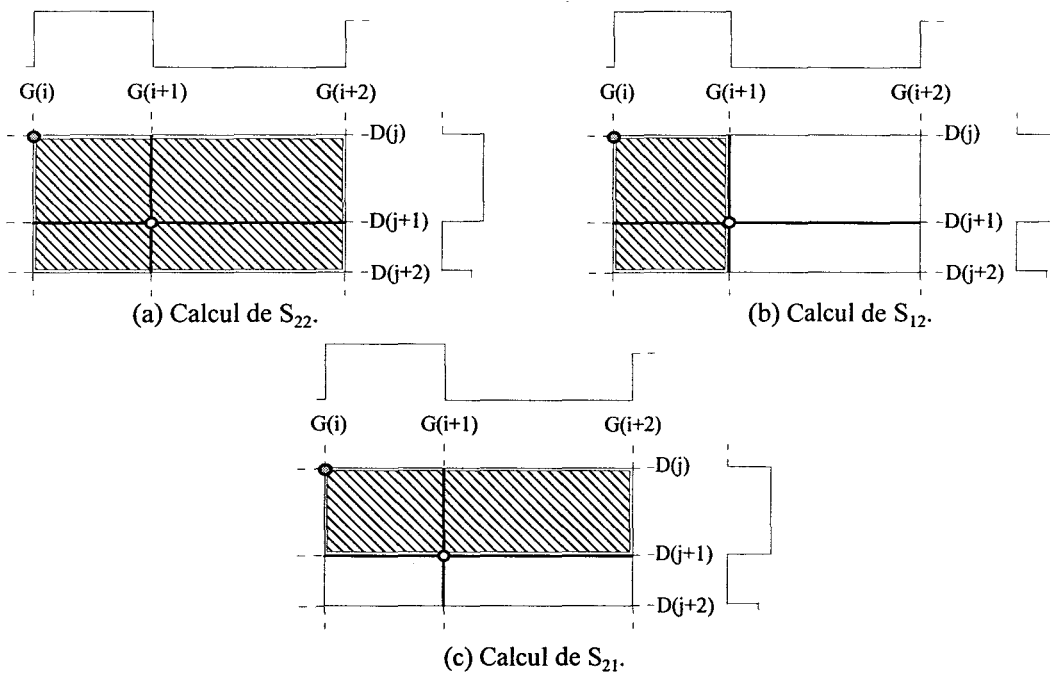 G(i) G(i+1) G(i+2)
D(j)
D(j+1)
D(j+2)
(a) Calcul de S22.
G(i) G(i+1) G(i+2)
D(j)
D(j+1)
D(j+2)
(b) Calcul de S12.
G(i) G(i+1) G(i+2)
D(j)
D(j+1)
D(j+2)
(c) Calcul de S21.